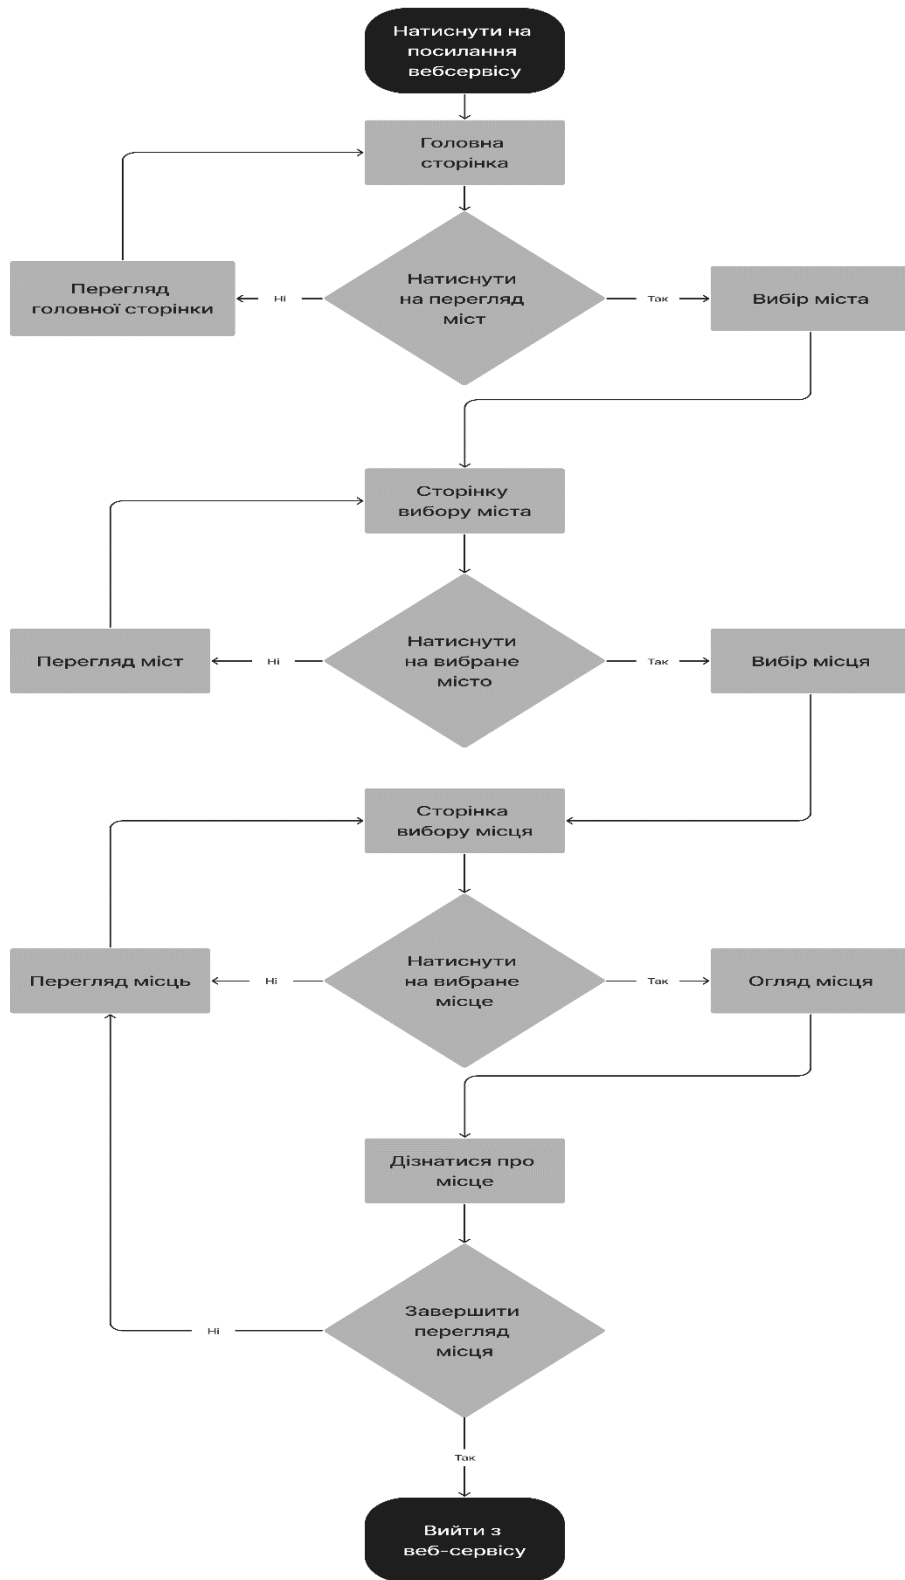 Натиснути на
посилання
вебсервісу
Головна
сторінка
Натиснути
на перегляд
міст
Ні
Так
Перегляд
головної сторінки
Вибір міста
Сторінку
вибору міста
Натиснути
на вибране
місто
Ні
Так
Перегляд міст
Вибір місця
Сторінка
вибору місця
Натиснути
на вибране
місце
Ні
Так
Перегляд місць
Огляд місця
Дізнатися про
місце
Завершити
перегляд
місця
Ні
Так
Вийти з
веб-сервісу